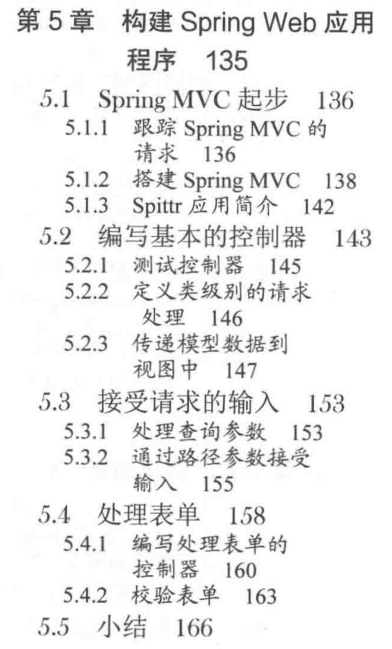 第 5 章 构建 Spring Web 应用
程序 135
5.1 Spring MVC 起步 136
5.1.1 跟踪 Spring MVC 的
请求 136
5.1.2 搭建 Spring MVC 138
5.1.3 Spittr 应用简介 142
5.2 编写基本的控制器 143
5.2.1 测试控制器 145
5.2.2 定义类级别的请求
处理 146
5.2.3 传递模型数据到
视图中 147
5.3 接受请求的输入 153
5.3.1 处理查询参数 153
5.3.2 通过路径参数接受
输入 155
5.4 处理表单 158
5.4.1 编写处理表单的
控制器 160
5.4.2 校验表单 163
5.5 小结 166